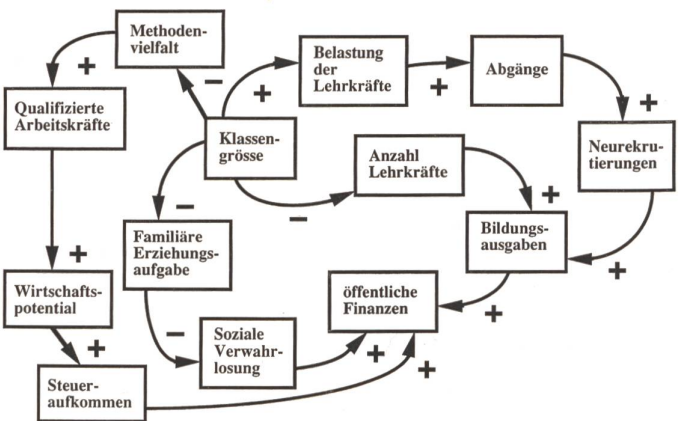 Methoden-
vielfalt
+
−
Belastung
der
Lehrkräfte
+
+
Abgänge
+
Qualifizierte
Arbeitskräfte
Klassen-
grösse
Anzahl
Lehrkräfte
Neurekru-
tierungen
−
−
+
Familiäre
Erziehungs-
aufgabe
Bildungs-
ausgaben
+
+
Wirtschafts-
potential
öffentliche
Finanzen
+
−
Soziale
Verwahr-
losung
+
+
+
Steuer-
aufkommen